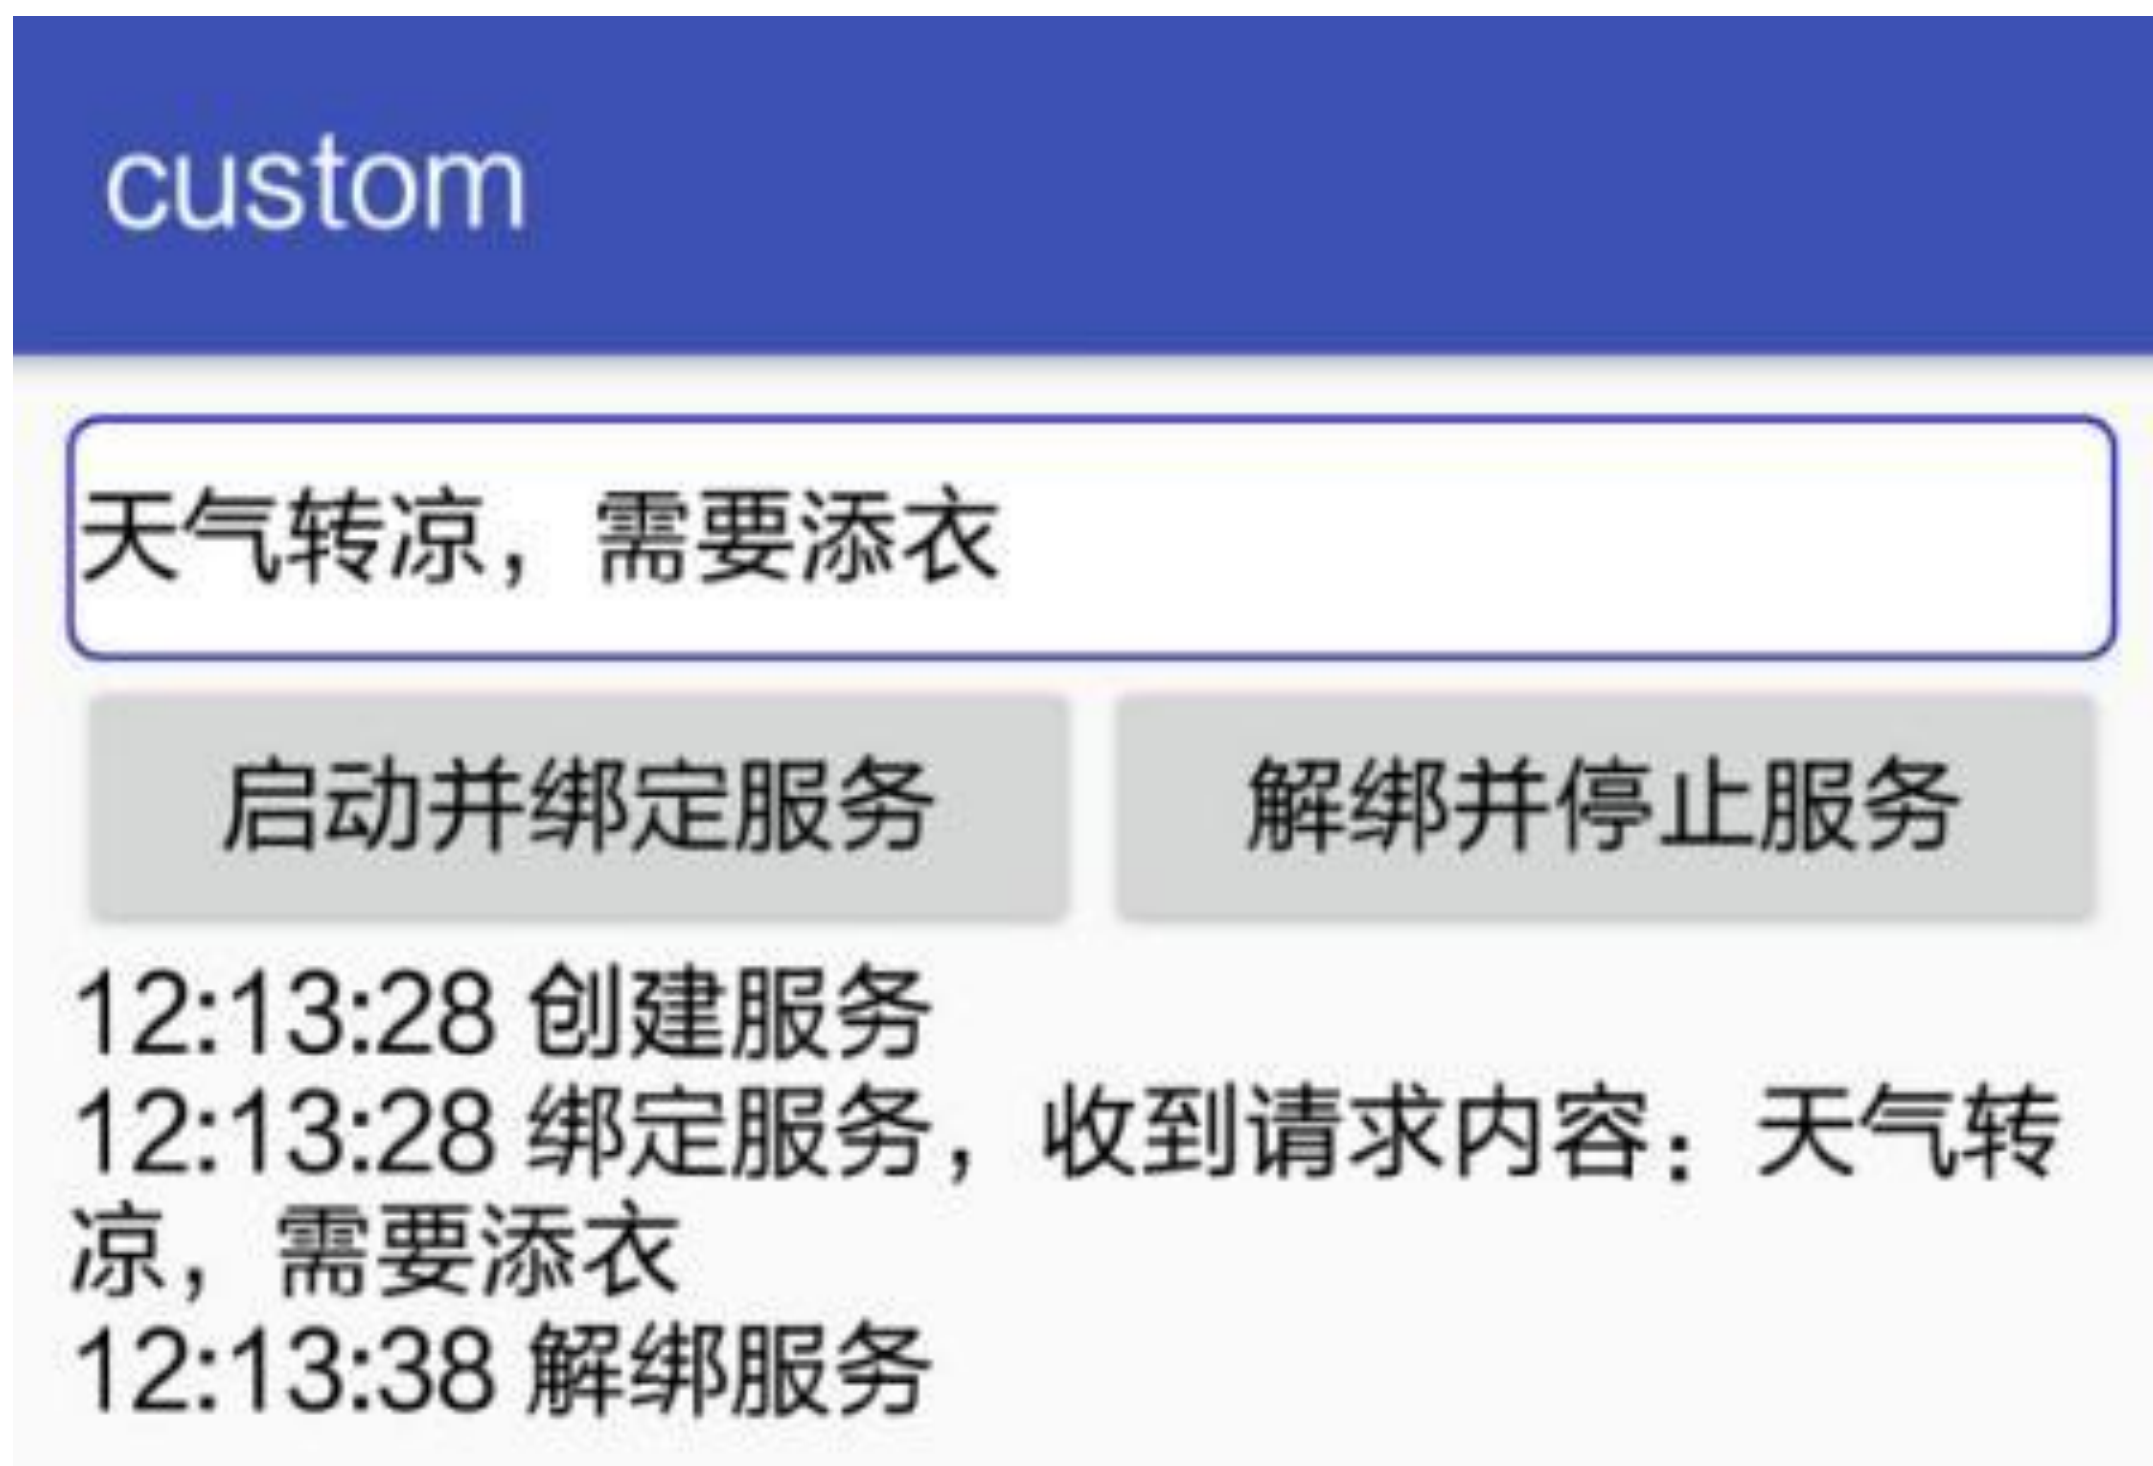 custom
天气转凉，需要添衣
启动并绑定服务
解绑并停止服务
12:13:28 创建服务
12:13:28 绑定服务，收到请求内容：天气转
凉，需要添衣
12:13:38 解绑服务